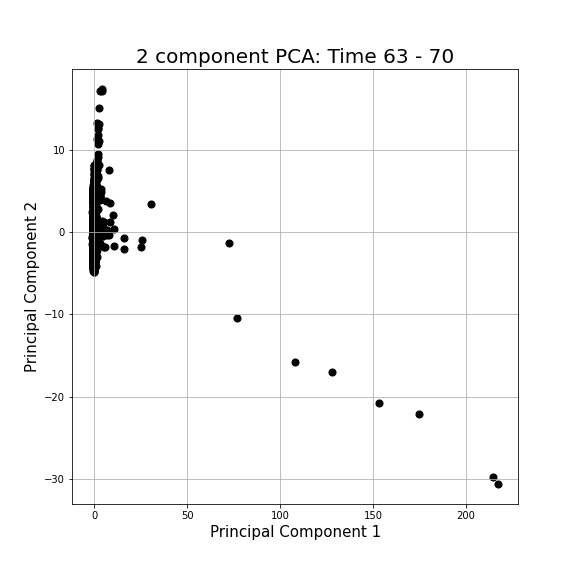 2 component PCA: Time 63 - 70
Principal Component 2
10
0
−10
−20
−30
0 50 100 150 200
Principal Component 1